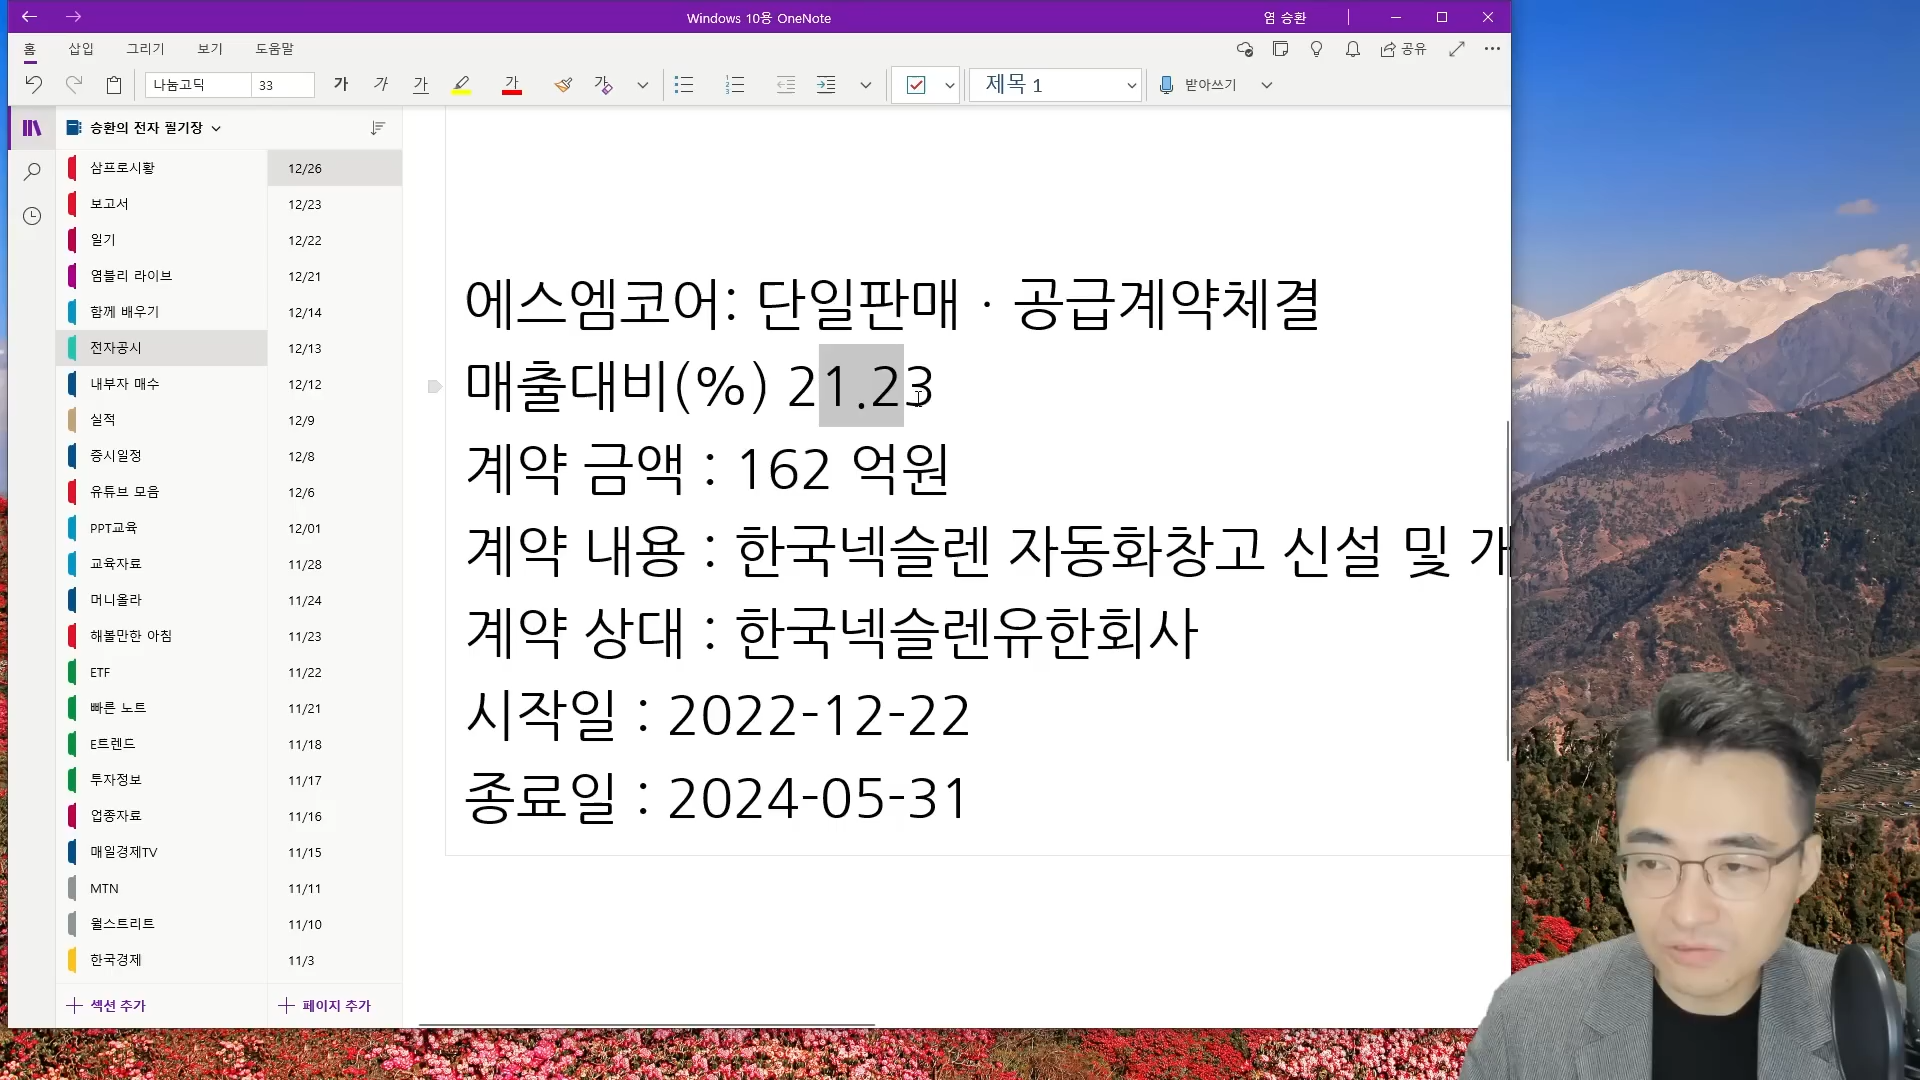 Windows 10용 OneNote
염 승환
홈 삽입 그리기 보기 도움말
공유
나눔고딕 33 가 가 가 가 가 제목 1 받아쓰기
승환의 전자 필기장
삼프로시황
보고서
일기
염블리 라이브
함께 배우기
전자공시
내부자 매수
실적
증시일정
유튜브 모음
PPT교육
교육자료
머니올라
해볼만한 아침
ETF
빠른 노트
E트렌드
투자정보
업종자료
매일경제TV
MTN
월스트리트
한국경제
섹션 추가
12/26
12/23
12/22
12/21
12/14
12/13
12/12
12/9
12/8
12/6
12/01
11/28
11/24
11/23
11/22
11/21
11/18
11/17
11/16
11/15
11/11
11/10
11/3
페이지 추가
에스엠코어: 단일판매 · 공급계약체결
매출대비(%) 21.23
계약 금액 : 162 억원
계약 내용 : 한국넥슬렌 자동화창고 신설 및 개
계약 상대 : 한국넥슬렌유한회사
시작일 : 2022-12-22
종료일 : 2024-05-31